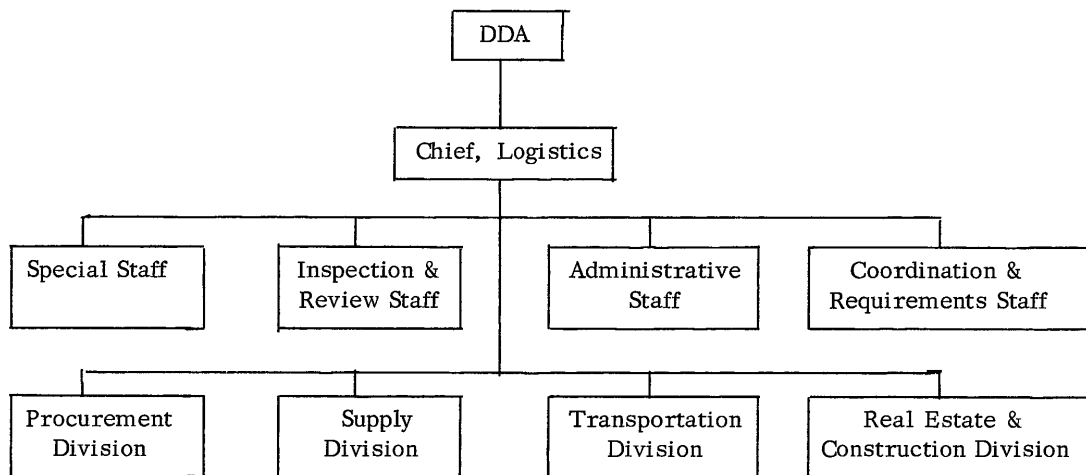 DDA
Chief, Logistics
Special Staff
Inspection &
Review Staff
Administrative
Staff
Coordination &
Requirements Staff
Procurement
Division
Supply
Division
Transportation
Division
Real Estate &
Construction Division